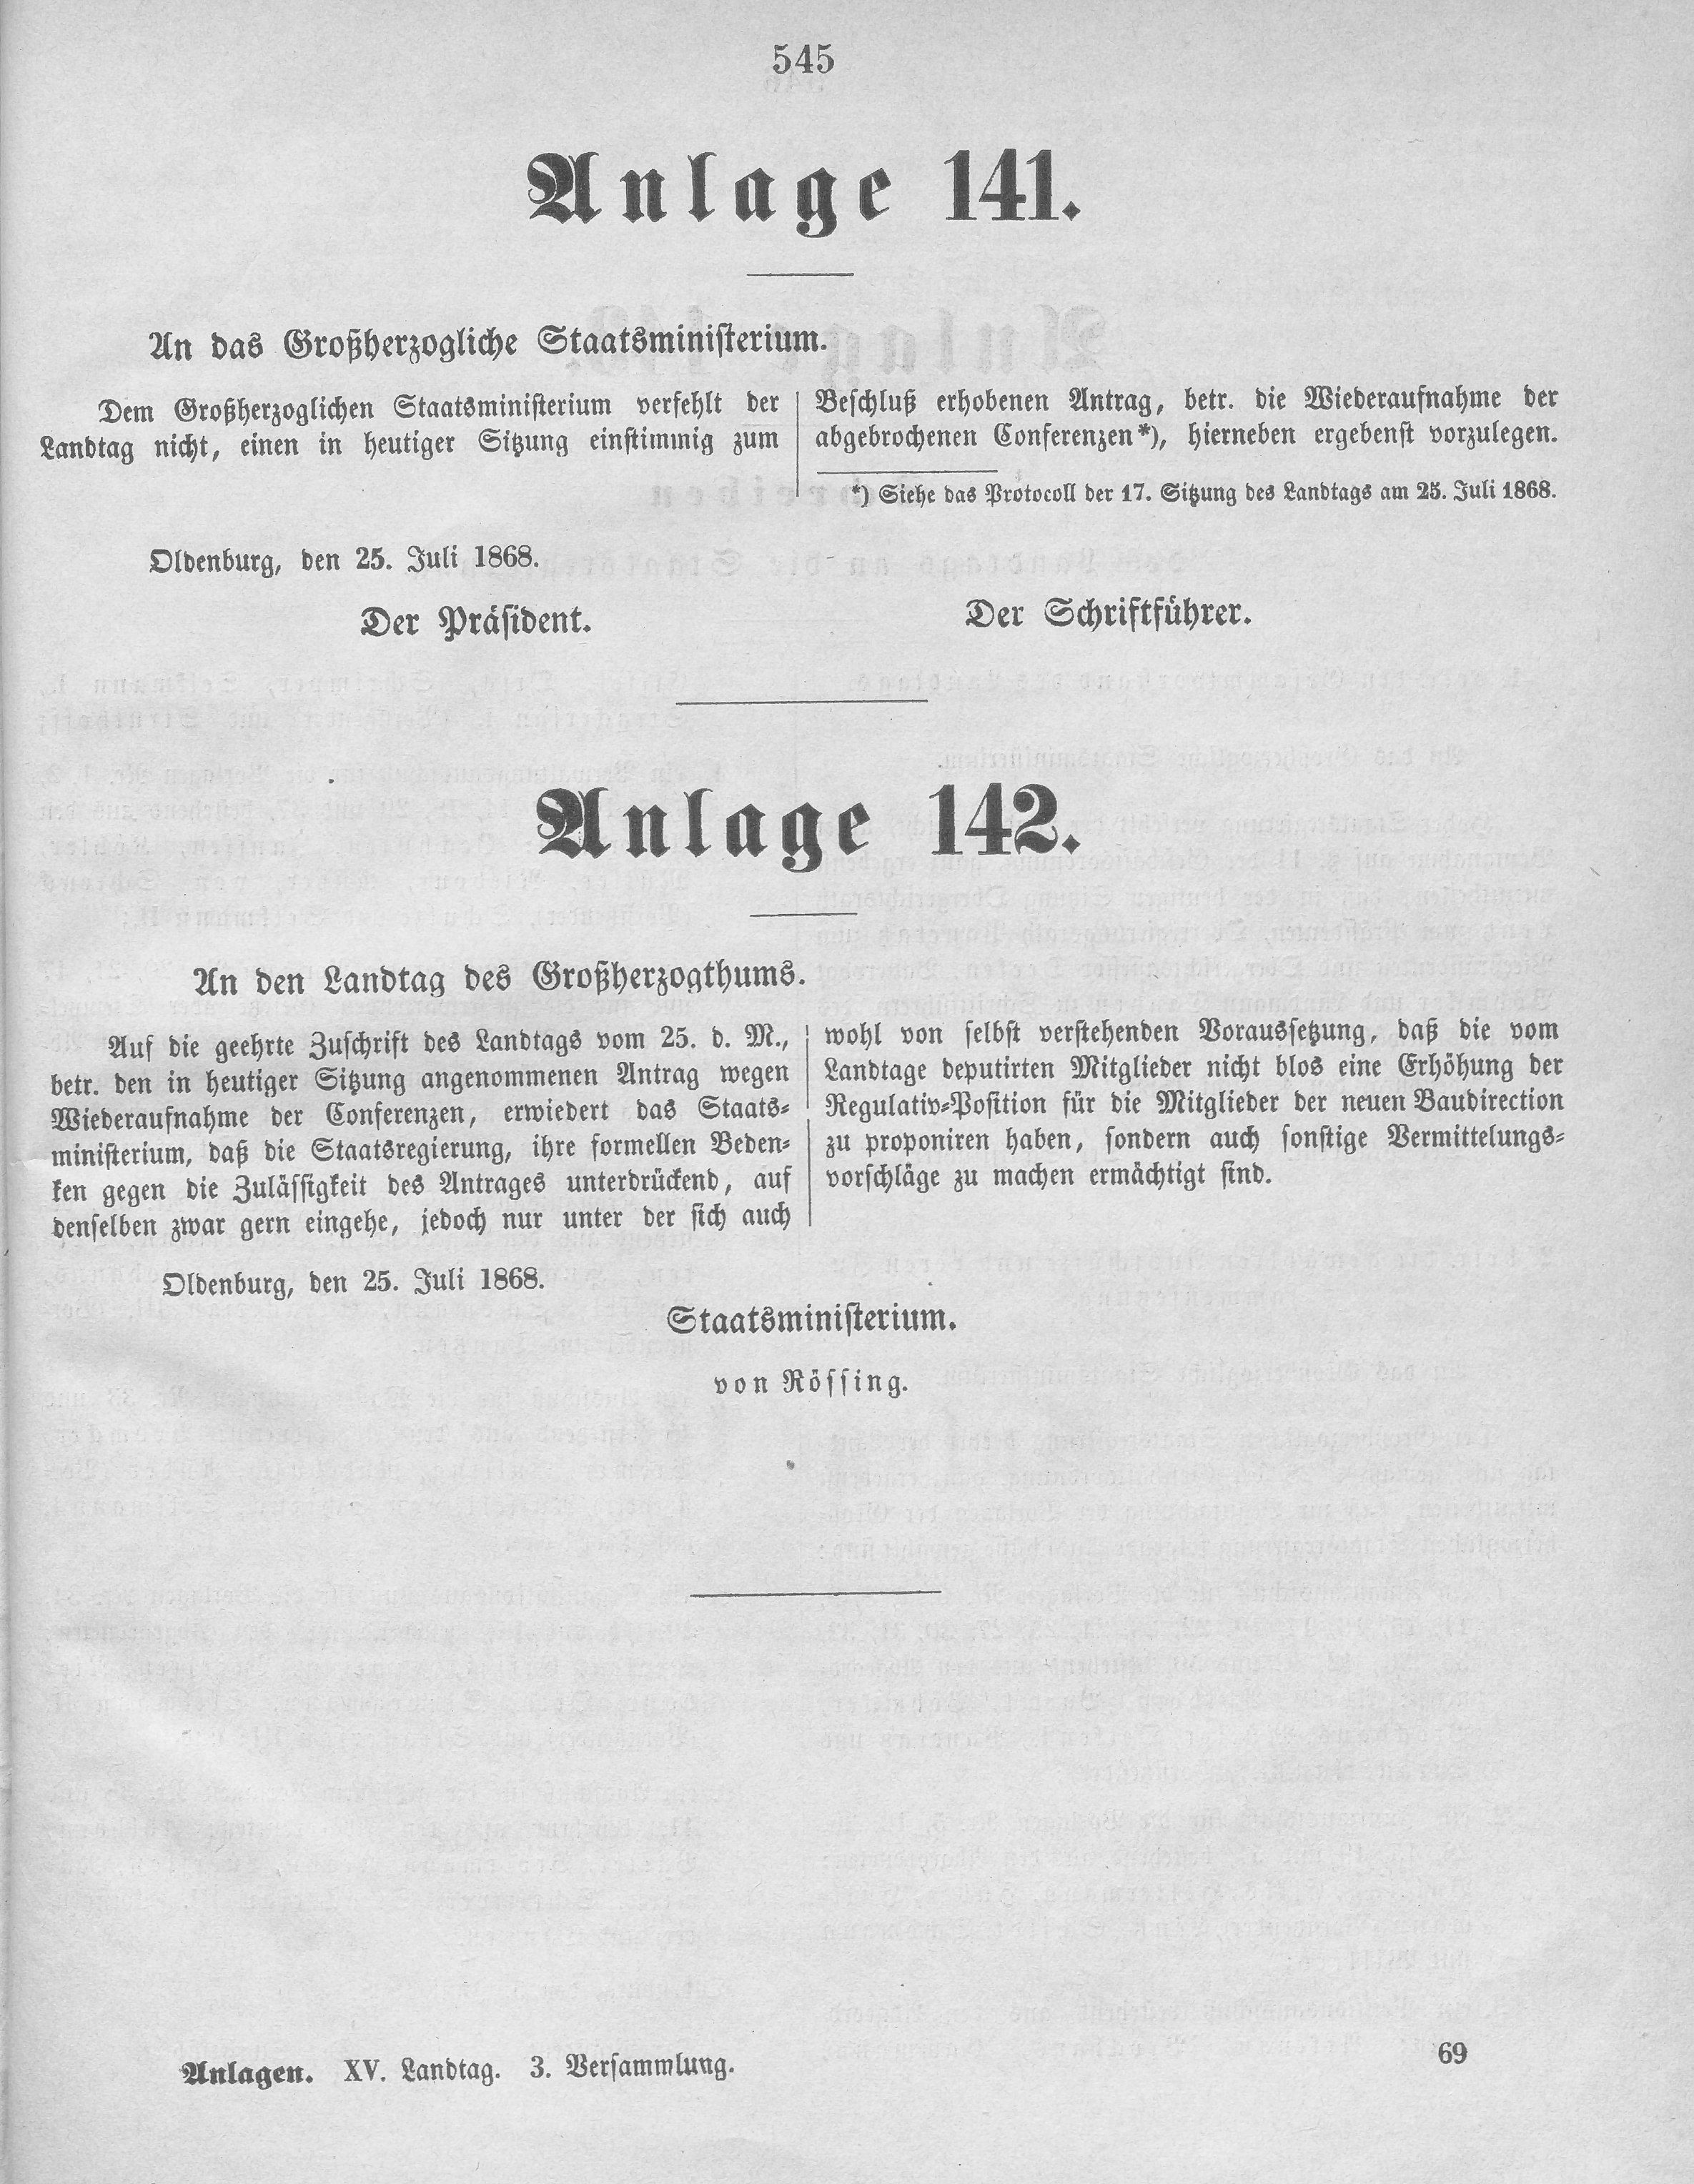 545
Anlage 141.
An das Großherzogliche Staatsministerium.
Dem Großherzoglichen Staatsministerium verfehlt der
Landtag nicht, einen in heutiger Sitzung einstimmig zum
Beschluß erhobenen Antrag, betr. die Wiederaufnahme der
abgebrochenen Conferenzen*), hierneben ergebenst vorzulegen.
*) Siehe das Protocoll der 17. Sitzung des Landtags am 25. Juli 1868.
Oldenburg, den 25. Juli 1868.
Der Präsident.
Der Schriftführer.
Anlage 142.
An den Landtag des Großherzogthums.
Auf die geehrte Zuschrift des Landtags vom 25. d. M.,
betr. den in heutiger Sitzung angenommenen Antrag wegen
Wiederaufnahme der Conferenzen, erwiedert das Staats-
ministerium, daß die Staatsregierung, ihre formellen Beden-
ken gegen die Zulässigkeit des Antrages unterdrückend, auf
denselben zwar gern eingehe, jedoch nur unter der sich auch
wohl von selbst verstehenden Voraussetzung, daß die vom
Landtage deputirten Mitglieder nicht blos eine Erhöhung der
Regulativ-Position für die Mitglieder der neuen Baudirection
zu proponiren haben, sondern auch sonstige Vermittelungs-
vorschläge zu machen ermächtigt sind.
Oldenburg, den 25. Juli 1868.
Staatsministerium.
von Rössing.
Anlagen. XV. Landtag. 3. Versammlung.
69